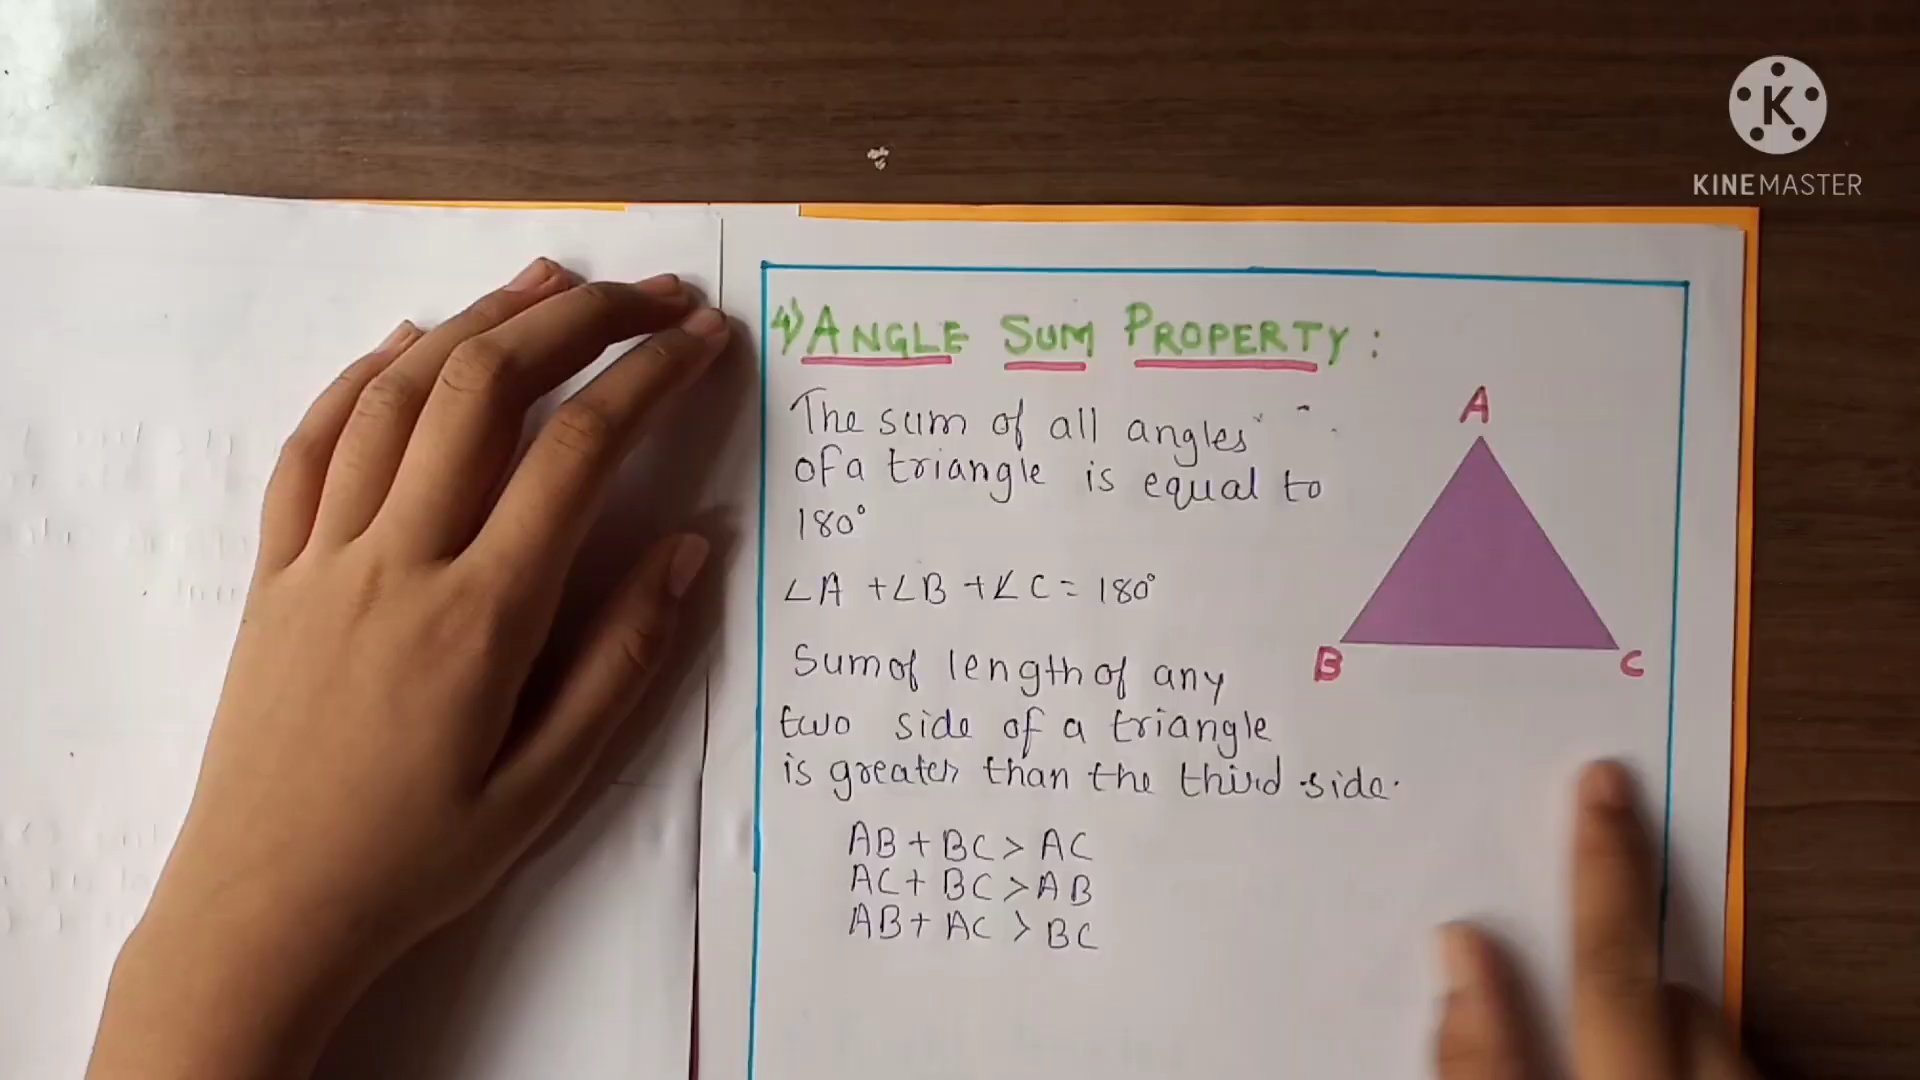 KINEMASTER
4) ANGLE SUM PROPERTY :
The sum of all angles
of a triangle is equal to
180°
∠A +∠B +∠C = 180°
Sum of length of any
two side of a triangle
is greater than the third side.
AB + BC > AC
AC + BC > AB
AB + AC > BC
A
B
C